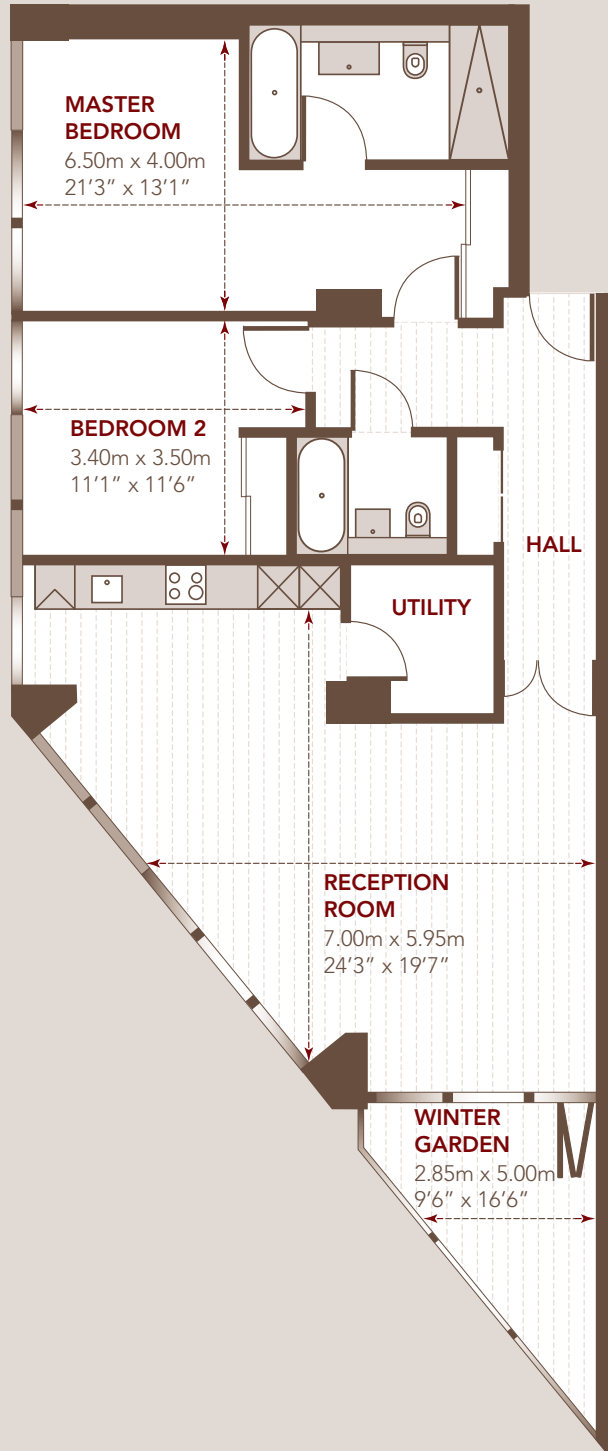 MASTER
BEDROOM
6.50m x 4.00m
21’3” x 13’1”
BEDROOM 2
3.40m x 3.50m
11’1” x 11’6”
HALL
UTILITY
RECEPTION
ROOM
7.00m x 5.95m
24’3” x 19’7”
WINTER
GARDEN
2.85m x 5.00m
9’6” x 16’6”